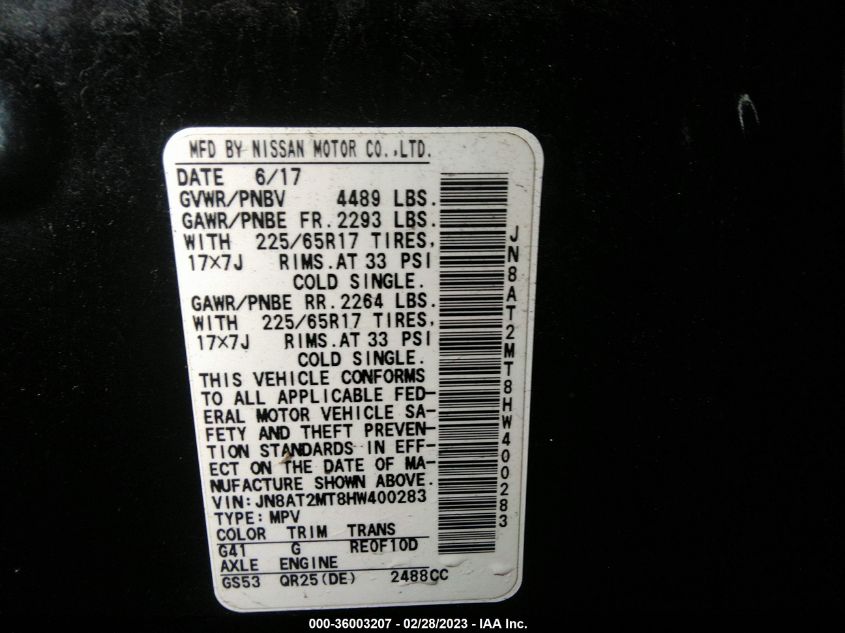 MFD BY NISSAN MOTOR CO.,LTD.
DATE 6/17
GVWR/PNBV 4489 LBS.
GAWR/PNBE FR. 2293 LBS.
WITH 225/65R17 TIRES,
17×7J RIMS. AT 33 PSI
COLD SINGLE.
GAWR/PNBE RR. 2264 LBS.
WITH 225/65R17 TIRES,
17×7J RIMS. AT 33 PSI
COLD SINGLE.
THIS VEHICLE CONFORMS
TO ALL APPLICABLE FED-
ERAL MOTOR VEHICLE SA-
FETY AND THEFT PREVEN-
TION STANDARDS IN EFF-
ECT ON THE DATE OF MA-
NUFACTURE SHOWN ABOVE.
VIN: JN8AT2MT8HW400283
TYPE: MPV
COLOR TRIM TRANS
G41 G RE0F10D
AXLE ENGINE
GS53 QR25(DE) 2488CC
JN8AT2MT8HW400283
000-36003207 - 02/28/2023 - IAA Inc.